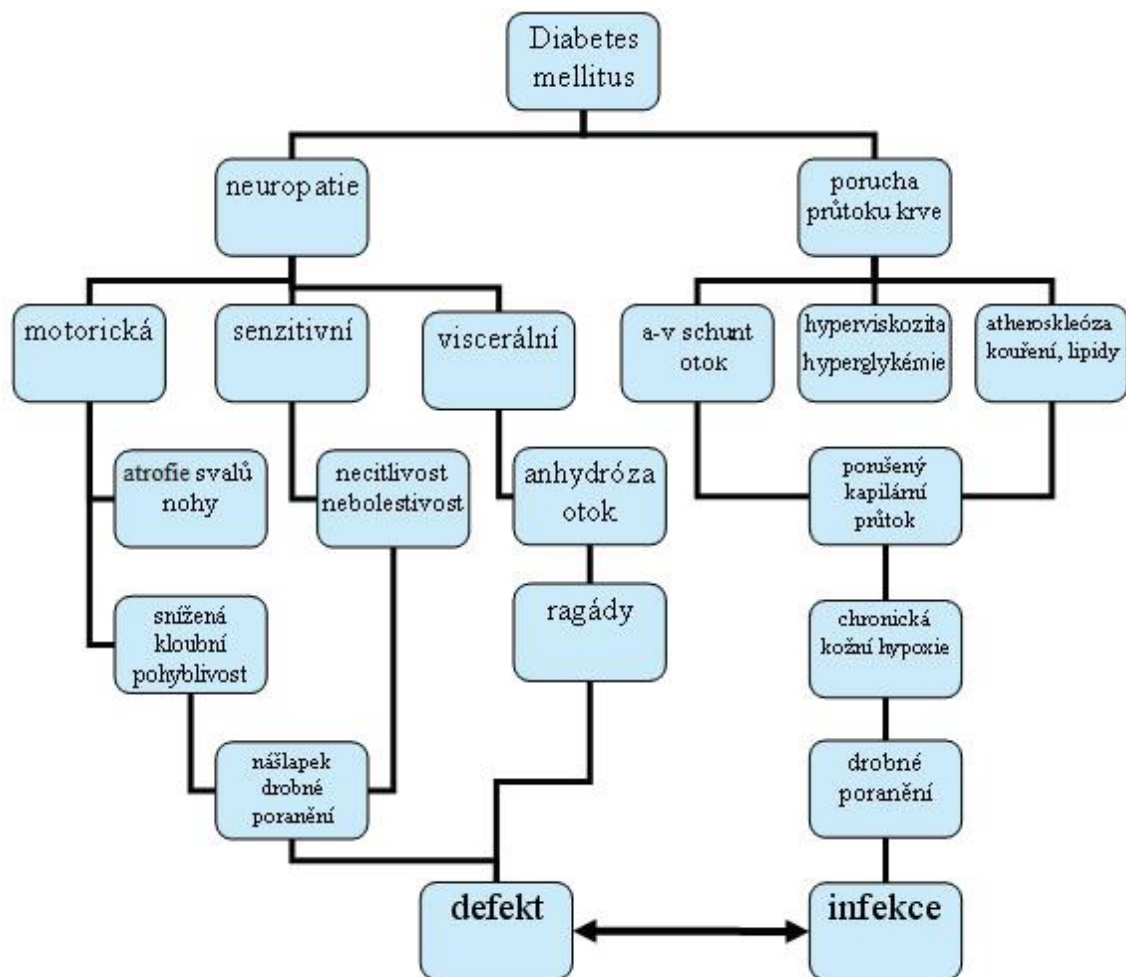 Diabetes
mellitus
neuropatie
porucha
průtoku krve
motorická
senzitivní
viscerální
a-v schunt
otok
hyperviskozita
hyperglykémie
atheroskleóza
kouření, lipidy
atrofie svalů
nohy
necitlivost
nebolestivost
anhydróza
otok
porušený
kapilární
průtok
snížená
kloubní
pohyblivost
ragády
chronická
kožní hypoxie
nášlapek
drobné
poranění
drobné
poranění
defekt
infekce